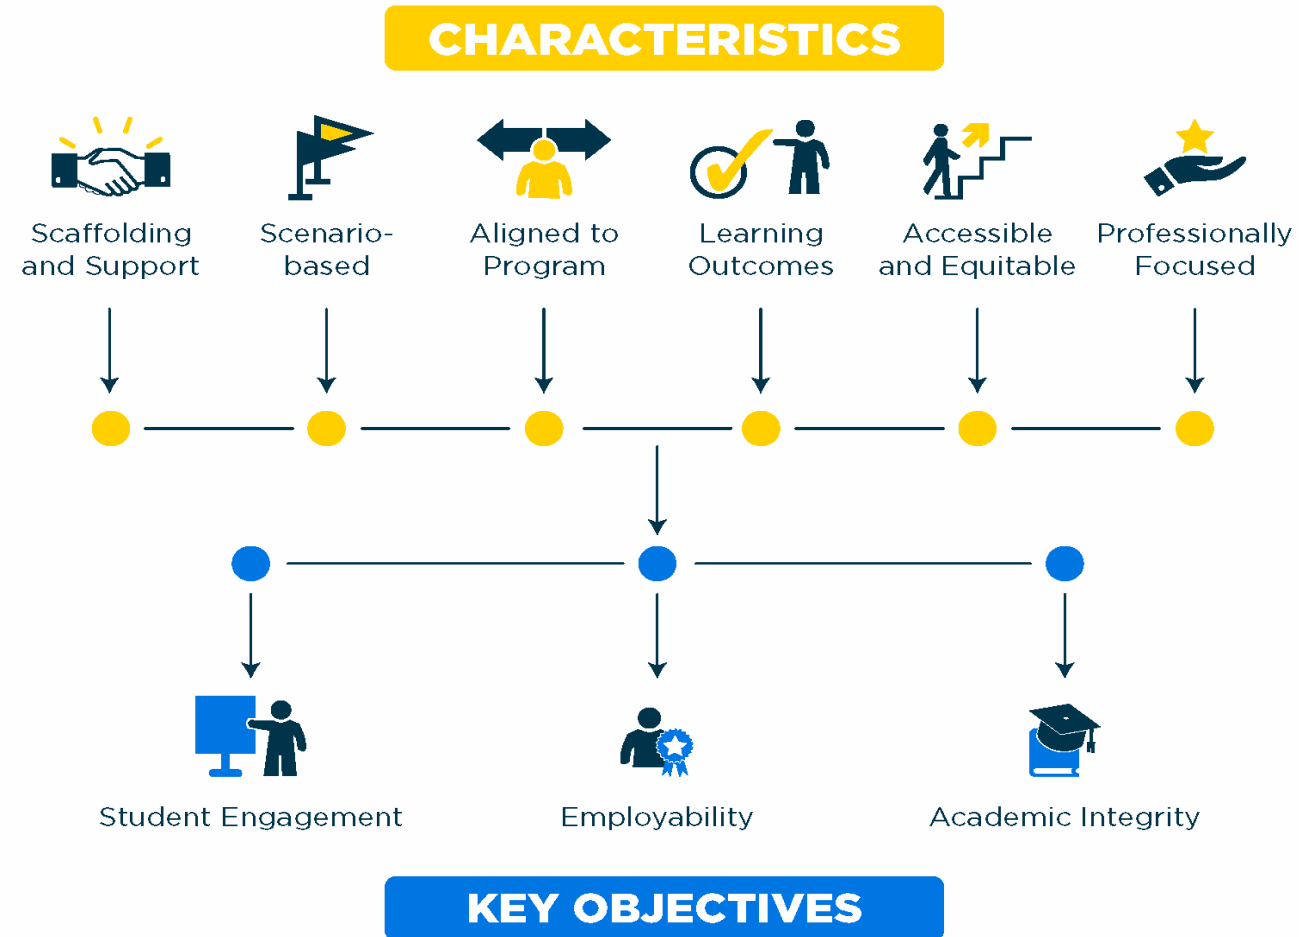 CHARACTERISTICS
Scaffolding
and Support
Scenario-
based
Aligned to
Program
Learning
Outcomes
Accessible
and Equitable
Professionally
Focused
Student Engagement
Employability
Academic Integrity
KEY OBJECTIVES